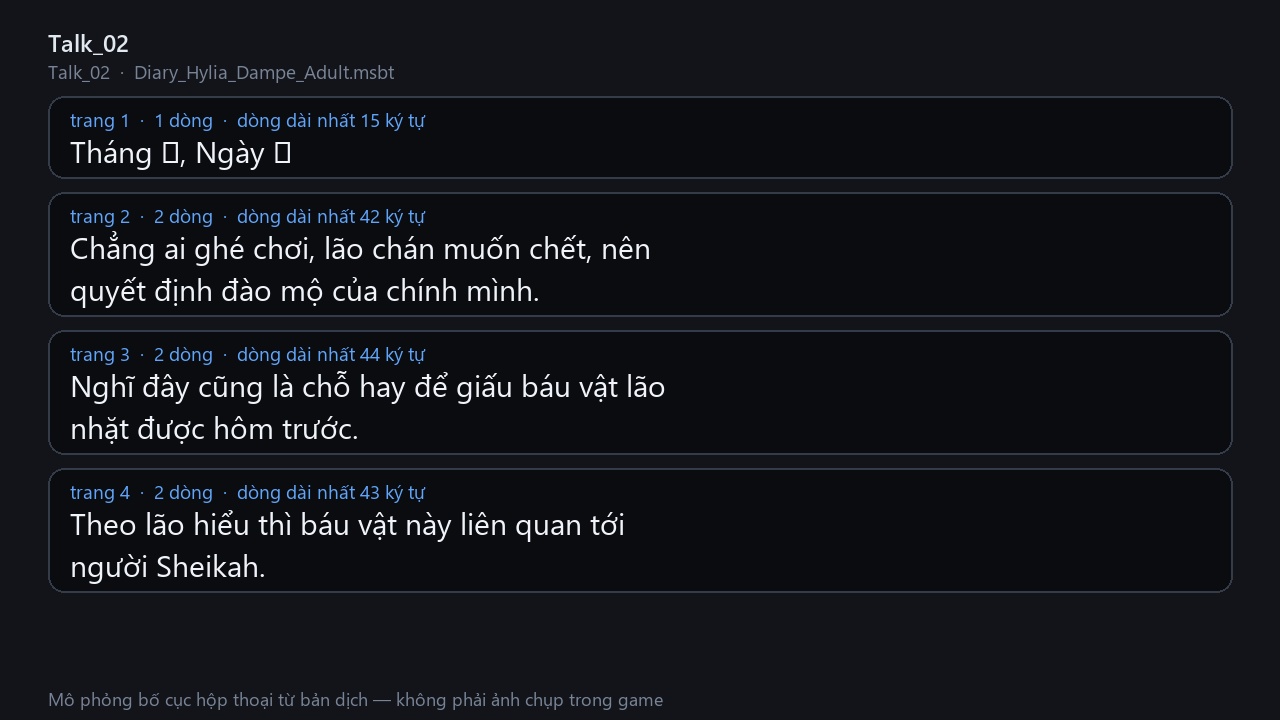 Talk_02
Talk_02 · Diary_Hylia_Dampe_Adult.msbt
trang 1 · 1 dòng · dòng dài nhất 15 ký tự
Tháng 􀀀, Ngày 􀀀
trang 2 · 2 dòng · dòng dài nhất 42 ký tự
Chẳng ai ghé chơi, lão chán muốn chết, nên
quyết định đào mộ của chính mình.
trang 3 · 2 dòng · dòng dài nhất 44 ký tự
Nghĩ đây cũng là chỗ hay để giấu báu vật lão
nhặt được hôm trước.
trang 4 · 2 dòng · dòng dài nhất 43 ký tự
Theo lão hiểu thì báu vật này liên quan tới
người Sheikah.
Mô phỏng bố cục hộp thoại từ bản dịch — không phải ảnh chụp trong game